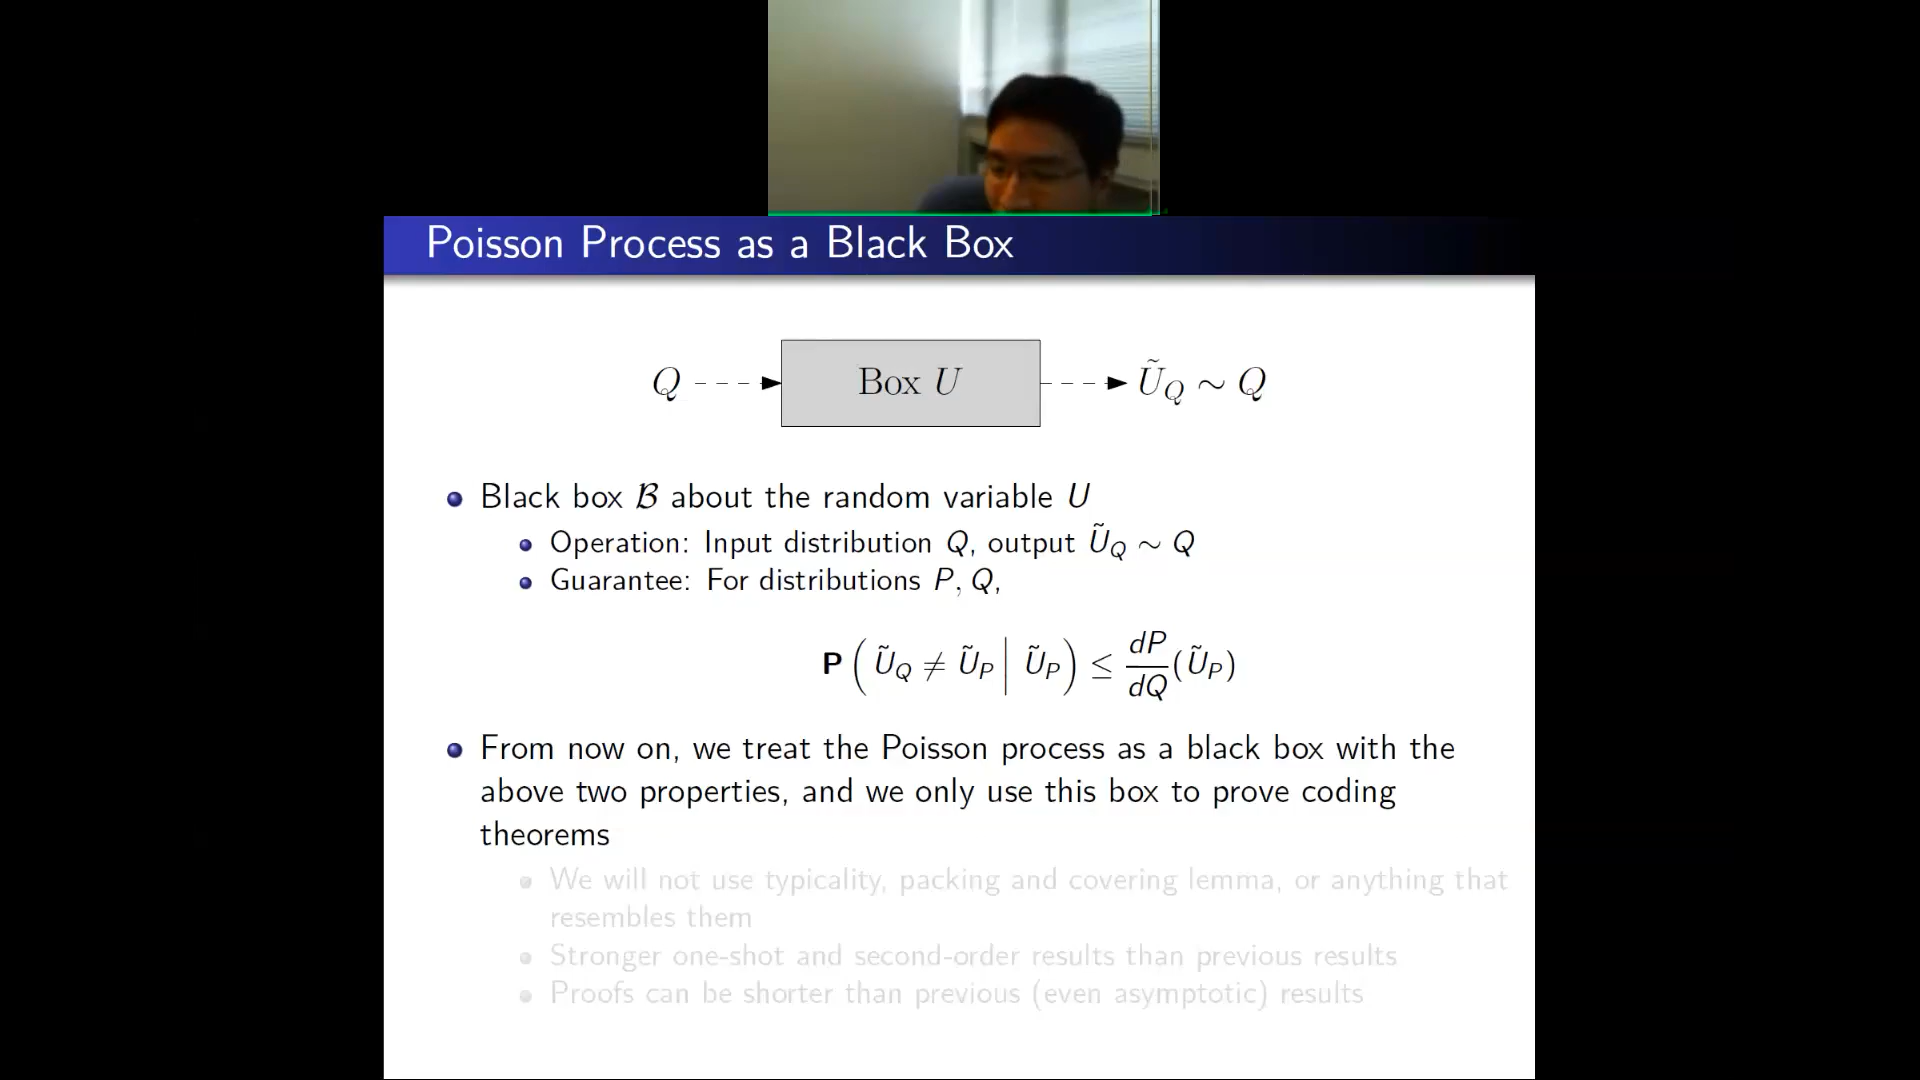 Poisson Process as a Black Box
Q Box U Ũ_Q ∼ Q
Black box ℬ about the random variable U
Operation: Input distribution Q, output Ũ_Q ∼ Q
Guarantee: For distributions P, Q,
P(Ũ_Q ≠ Ũ_P | Ũ_P) ≤ dP/dQ (Ũ_P)
From now on, we treat the Poisson process as a black box with the
above two properties, and we only use this box to prove coding
theorems
We will not use typicality, packing and covering lemma, or anything that
resembles them
Stronger one-shot and second-order results than previous results
Proofs can be shorter than previous (even asymptotic) results